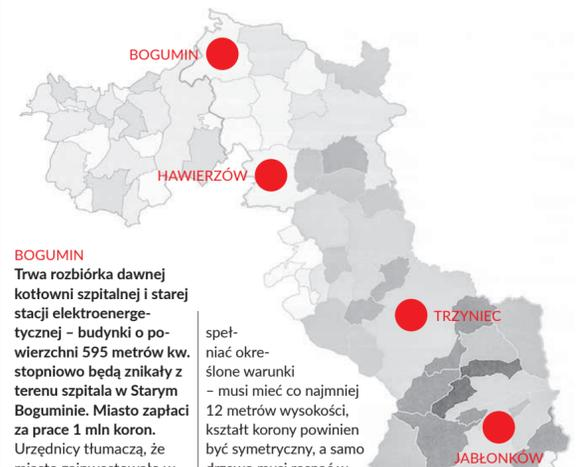 BOGUMIN
HAWIERZÓW
TRZYNIEC
JABŁONKÓW
BOGUMIN
Trwa rozbiórka dawnej
kotłowni szpitalnej i starej
stacji elektroenerge-
tycznej – budynki o po-
wierzchni 595 metrów kw.
stopniowo będą znikały z
terenu szpitala w Starym
Boguminie. Miasto zapłaci
za prace 1 mln koron.
Urzędnicy tłumaczą, że
speł-
niać okre-
ślone warunki
– musi mieć co najmniej
12 metrów wysokości,
kształt korony powinien
być symetryczny, a samo